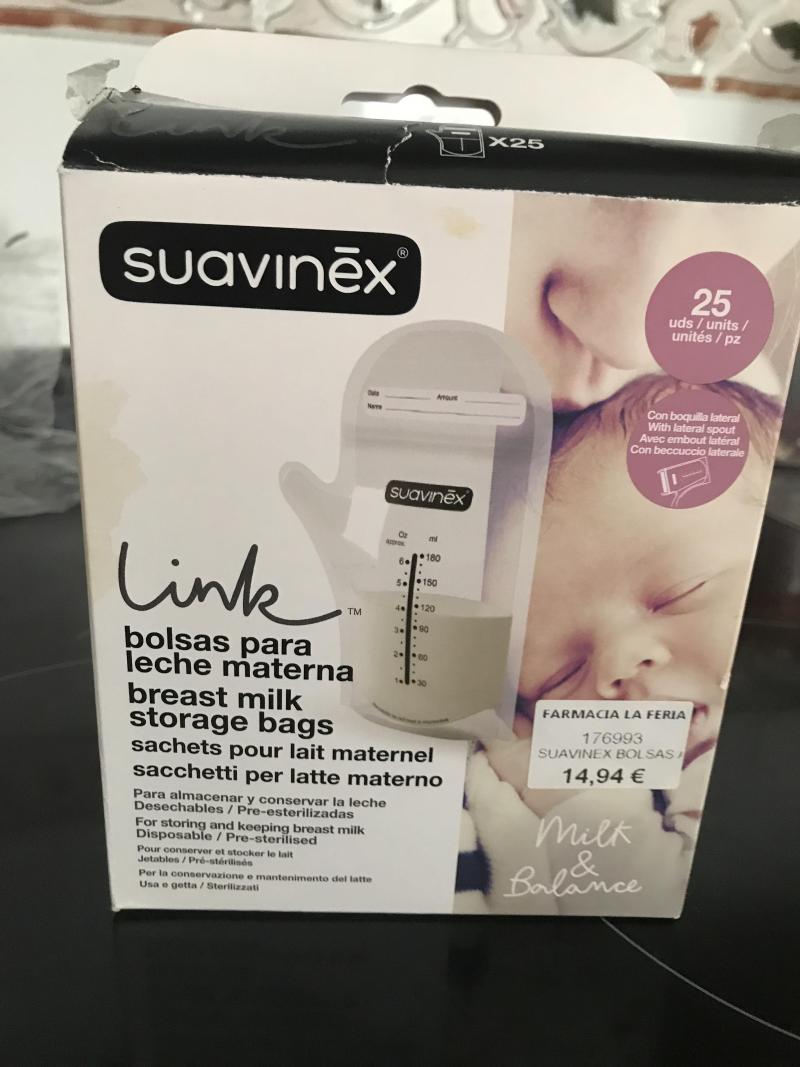 Link
X25
suavinēx®
25
uds / units /
unités / pz
Con boquilla lateral
With lateral spout
Avec embout latéral
Con beccuccio laterale
Date Amount
Name
suavinēx
Oz ml
approx.
6 180
5 150
4 120
3 90
2 60
1 30
Link™
bolsas para
leche materna
breast milk
storage bags
sachets pour lait maternel
sacchetti per latte materno
Para almacenar y conservar la leche
Desechables / Pre-esterilizadas
For storing and keeping breast milk
Disposable / Pre-sterilised
Pour conserver et stocker le lait
Jetables / Pré-stérilisés
Per la conservazione e mantenimento del latte
Usa e getta / Sterilizzati
FARMACIA LA FERIA
176993
SUAVINEX BOLSAS
14,94 €
Milk
&
Balance